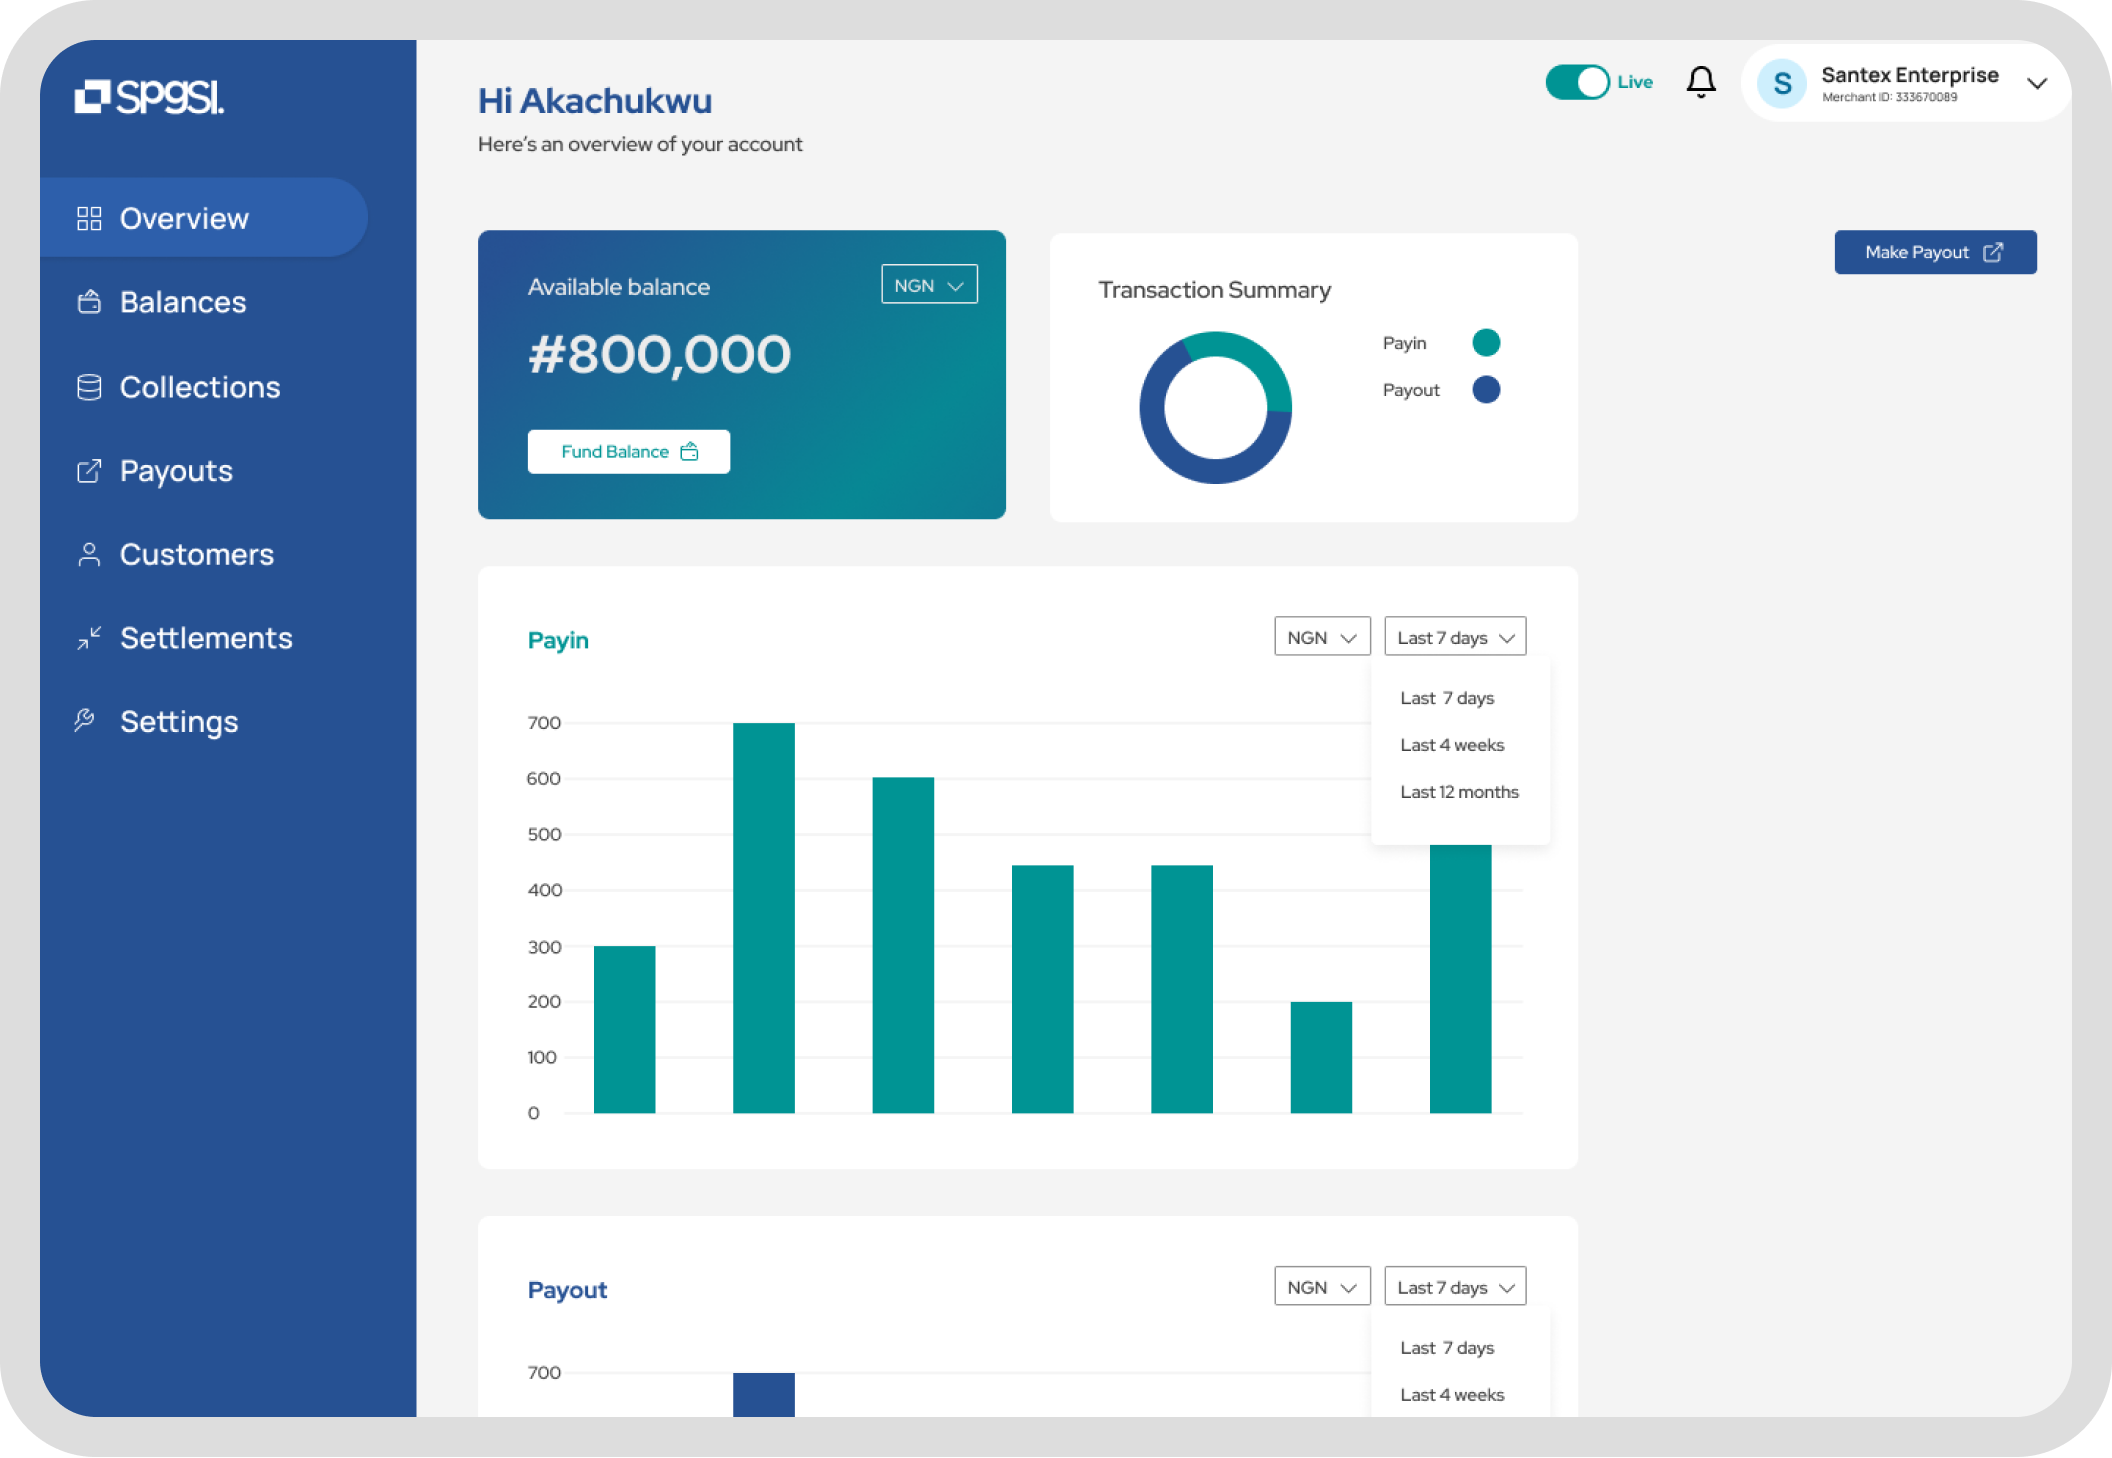 SPGSL.
Overview
Balances
Collections
Payouts
Customers
Settlements
Settings
Hi Akachukwu
Here's an overview of your account
Live
S
Santex Enterprise
Merchant ID: 333670089
Available balance
NGN
#800,000
Fund Balance
Transaction Summary
Payin
Payout
Make Payout
Payin
NGN
Last 7 days
Last 7 days
Last 4 weeks
Last 12 months
700
600
500
400
300
200
100
0
Payout
NGN
Last 7 days
Last 7 days
Last 4 weeks
700